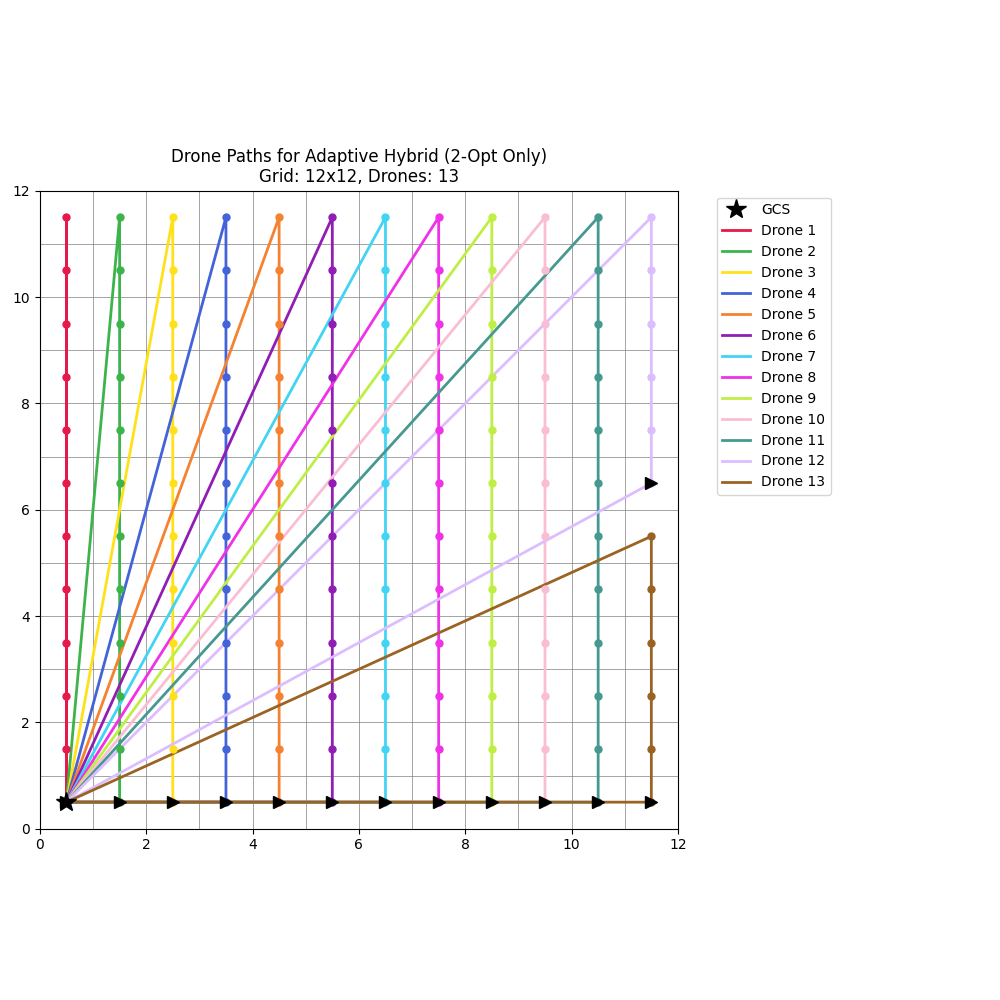 Drone Paths for Adaptive Hybrid (2-Opt Only)
Grid: 12x12, Drones: 13
12
10
8
6
4
2
0
0 2 4 6 8 10 12
GCS
Drone 1
Drone 2
Drone 3
Drone 4
Drone 5
Drone 6
Drone 7
Drone 8
Drone 9
Drone 10
Drone 11
Drone 12
Drone 13